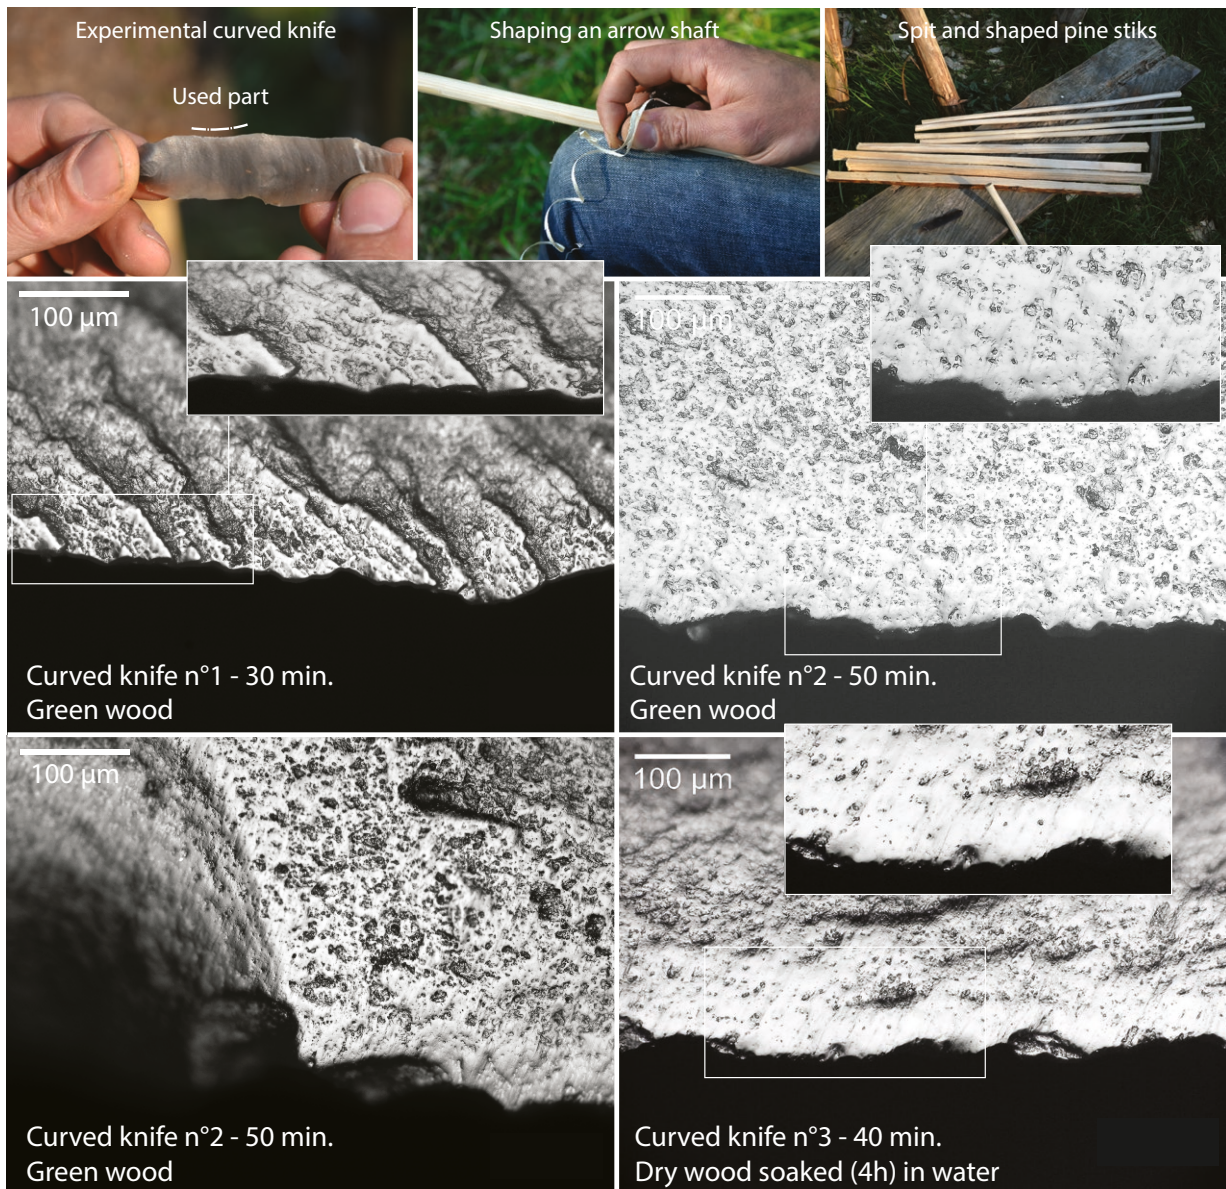 Experimental curved knife
Used part
Shaping an arrow shaft
Spit and shaped pine stiks
100 µm
100 µm
Curved knife n°1 - 30 min.
Green wood
Curved knife n°2 - 50 min.
Green wood
100 µm
100 µm
Curved knife n°2 - 50 min.
Green wood
Curved knife n°3 - 40 min.
Dry wood soaked (4h) in water